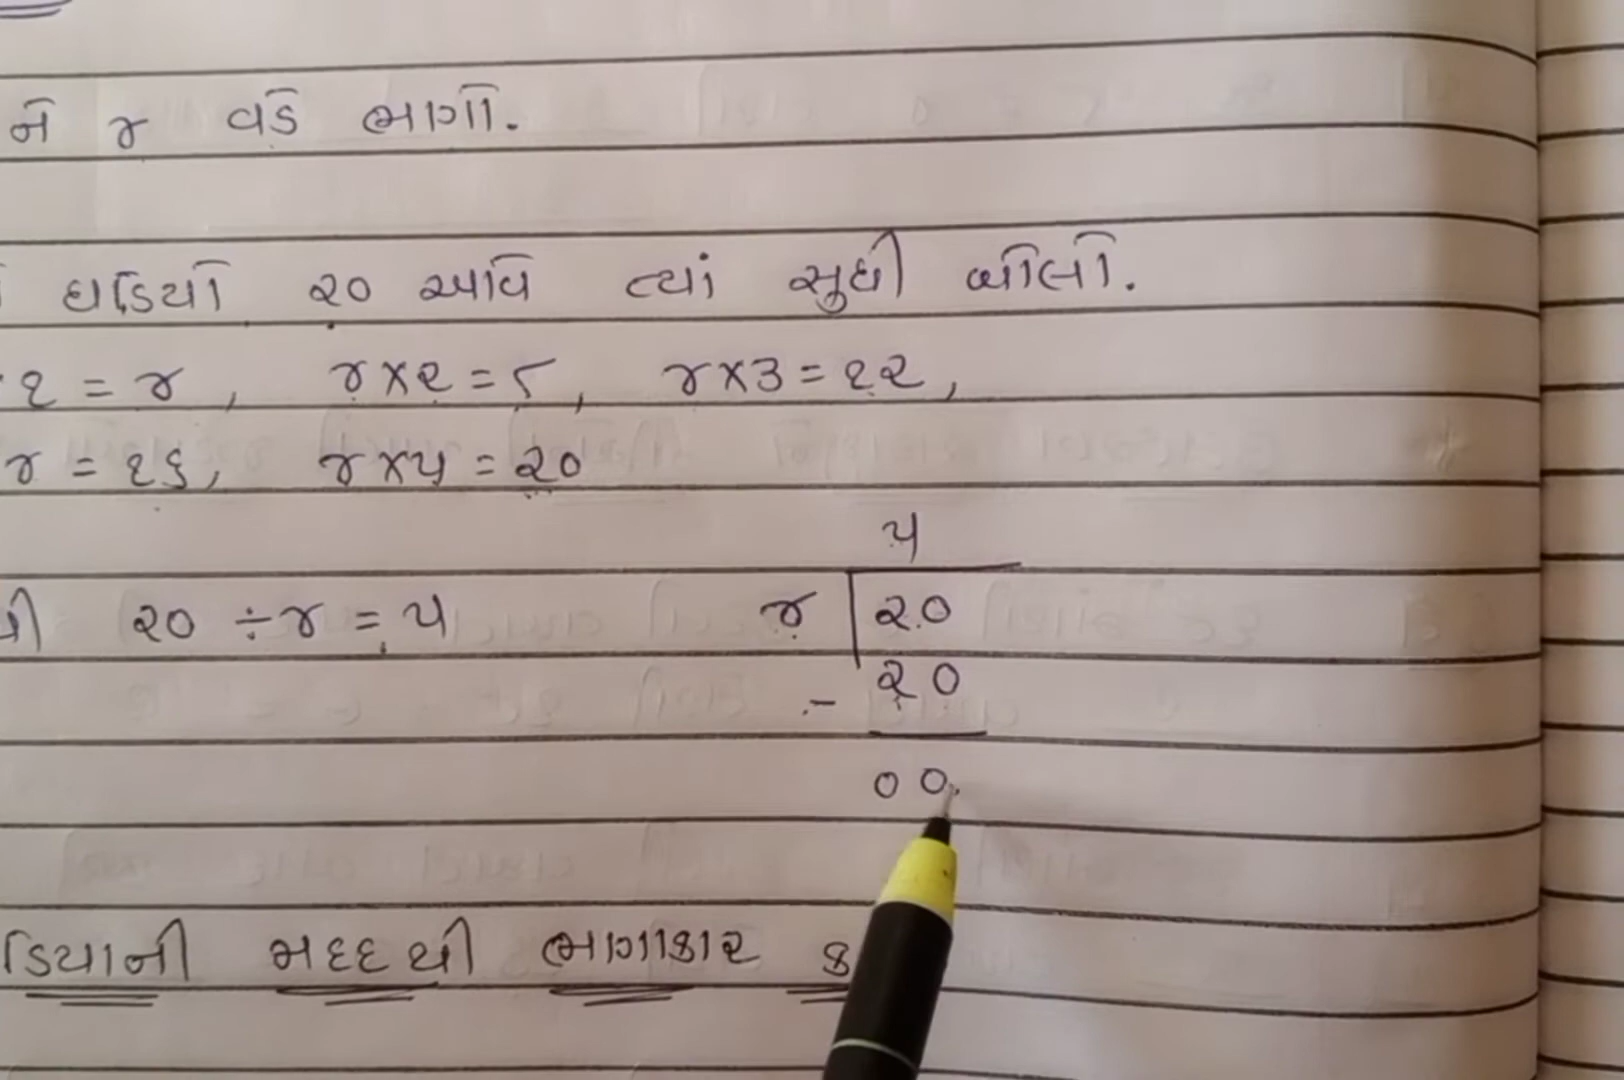 ને ૪ વડે ભાગો.
ઘડિયો ૨૦ આવે ત્યાં સુધી બોલો.
૧ = ૪, ૪×૨ = ૮, ૪×૩ = ૧૨,
૪ = ૧૬, ૪×૫ = ૨૦
૫
થી ૨૦ ÷ ૪ = ૫ ૪ ૨૦
- ૨૦
૦૦
ડિયાની મદદથી ભાગાકાર ક